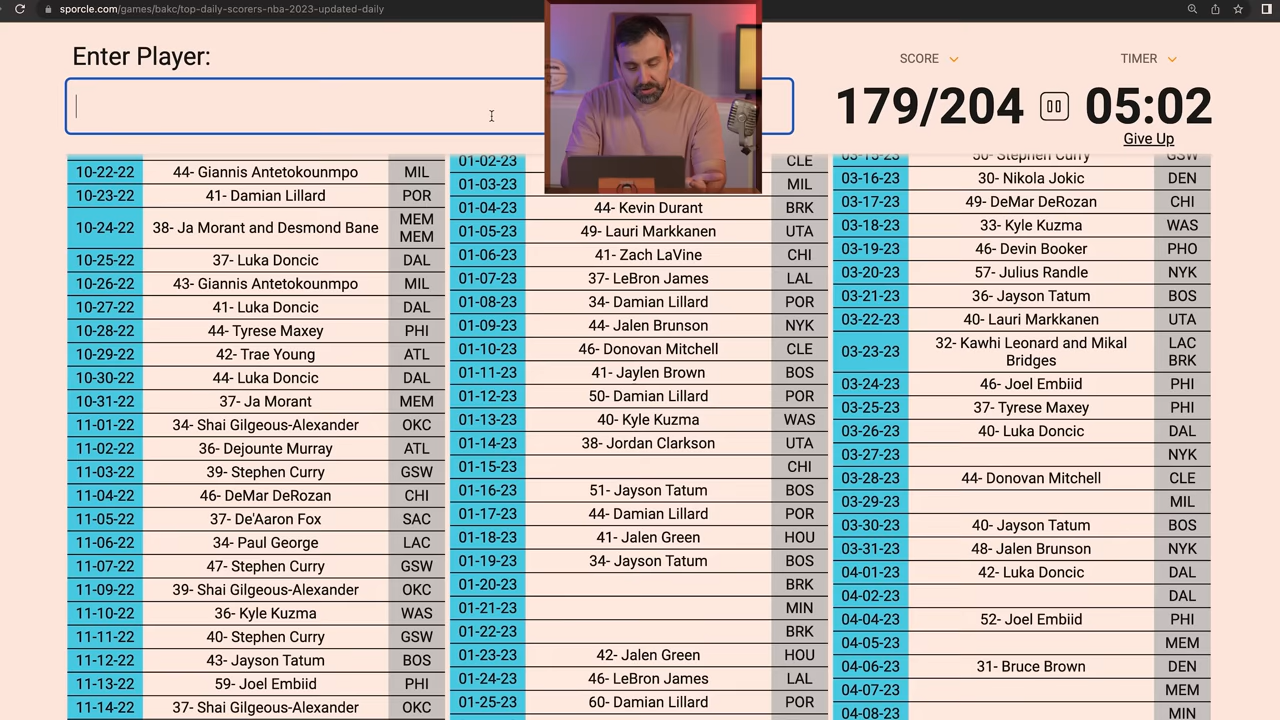 sporcle.com/games/bakc/top-daily-scorers-nba-2023-updated-daily
Enter Player:
SCORE
TIMER
179/204
05:02
Give Up
10-22-22 44- Giannis Antetokounmpo MIL
10-23-22 41- Damian Lillard POR
10-24-22 38- Ja Morant and Desmond Bane MEM MEM
10-25-22 37- Luka Doncic DAL
10-26-22 43- Giannis Antetokounmpo MIL
10-27-22 41- Luka Doncic DAL
10-28-22 44- Tyrese Maxey PHI
10-29-22 42- Trae Young ATL
10-30-22 44- Luka Doncic DAL
10-31-22 37- Ja Morant MEM
11-01-22 34- Shai Gilgeous-Alexander OKC
11-02-22 36- Dejounte Murray ATL
11-03-22 39- Stephen Curry GSW
11-04-22 46- DeMar DeRozan CHI
11-05-22 37- De'Aaron Fox SAC
11-06-22 34- Paul George LAC
11-07-22 47- Stephen Curry GSW
11-09-22 39- Shai Gilgeous-Alexander OKC
11-10-22 36- Kyle Kuzma WAS
11-11-22 40- Stephen Curry GSW
11-12-22 43- Jayson Tatum BOS
11-13-22 59- Joel Embiid PHI
11-14-22 37- Shai Gilgeous-Alexander OKC
01-02-23 CLE
01-03-23 MIL
01-04-23 44- Kevin Durant BRK
01-05-23 49- Lauri Markkanen UTA
01-06-23 41- Zach LaVine CHI
01-07-23 37- LeBron James LAL
01-08-23 34- Damian Lillard POR
01-09-23 44- Jalen Brunson NYK
01-10-23 46- Donovan Mitchell CLE
01-11-23 41- Jaylen Brown BOS
01-12-23 50- Damian Lillard POR
01-13-23 40- Kyle Kuzma WAS
01-14-23 38- Jordan Clarkson UTA
01-15-23 CHI
01-16-23 51- Jayson Tatum BOS
01-17-23 44- Damian Lillard POR
01-18-23 41- Jalen Green HOU
01-19-23 34- Jayson Tatum BOS
01-20-23 BRK
01-21-23 MIN
01-22-23 BRK
01-23-23 42- Jalen Green HOU
01-24-23 46- LeBron James LAL
01-25-23 60- Damian Lillard POR
03-15-23 50- Stephen Curry GSW
03-16-23 30- Nikola Jokic DEN
03-17-23 49- DeMar DeRozan CHI
03-18-23 33- Kyle Kuzma WAS
03-19-23 46- Devin Booker PHO
03-20-23 57- Julius Randle NYK
03-21-23 36- Jayson Tatum BOS
03-22-23 40- Lauri Markkanen UTA
03-23-23 32- Kawhi Leonard and Mikal Bridges LAC BRK
03-24-23 46- Joel Embiid PHI
03-25-23 37- Tyrese Maxey PHI
03-26-23 40- Luka Doncic DAL
03-27-23 NYK
03-28-23 44- Donovan Mitchell CLE
03-29-23 MIL
03-30-23 40- Jayson Tatum BOS
03-31-23 48- Jalen Brunson NYK
04-01-23 42- Luka Doncic DAL
04-02-23 DAL
04-04-23 52- Joel Embiid PHI
04-05-23 MEM
04-06-23 31- Bruce Brown DEN
04-07-23 MEM
04-08-23 MIN